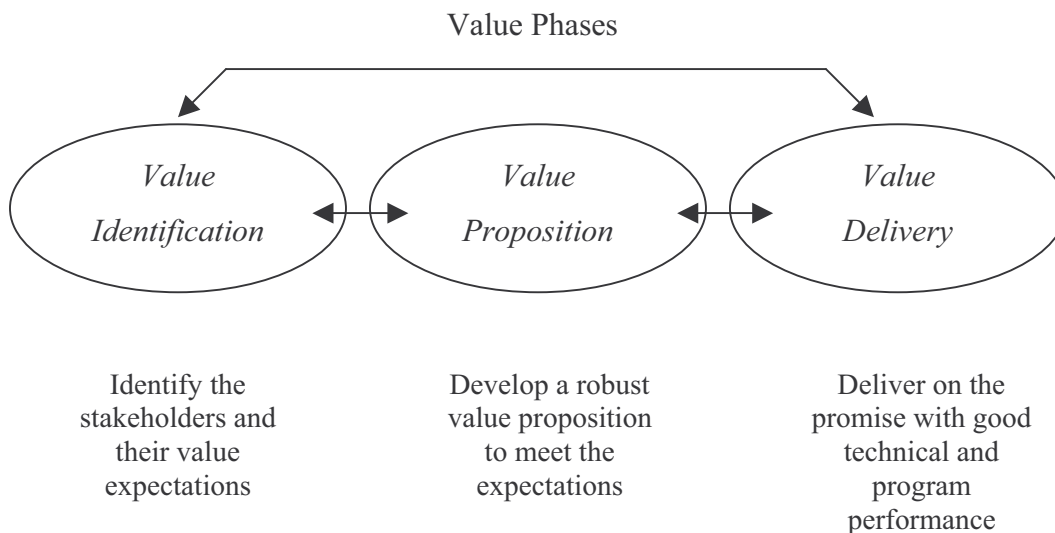 Value Phases
Value
Identification
Value
Proposition
Value
Delivery
Identify the
stakeholders and
their value
expectations
Develop a robust
value proposition
to meet the
expectations
Deliver on the
promise with good
technical and
program
performance